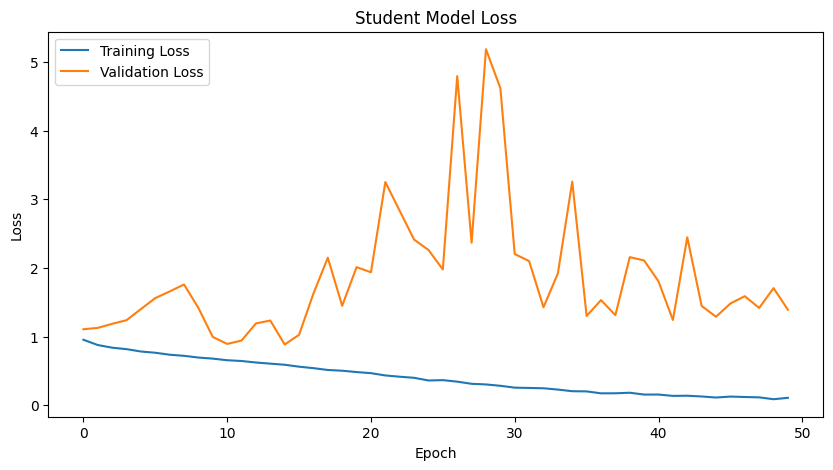 Student Model Loss
Training Loss
Validation Loss
Loss
5
4
3
2
1
0
0 10 20 30 40 50
Epoch